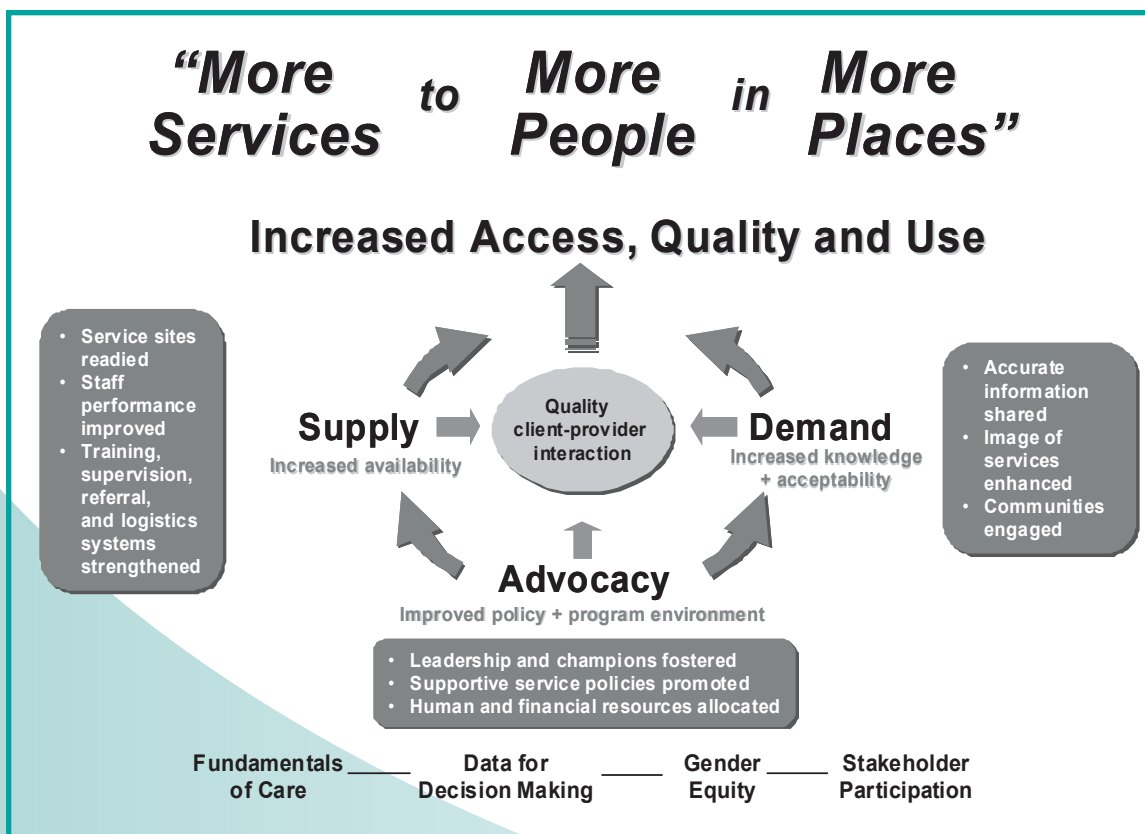 “More to More in More
Services People Places”
Increased Access, Quality and Use
• Service sites
readied
• Staff
performance
improved
• Training,
supervision,
referral,
and logistics
systems
strengthened
Supply
Increased availability
Quality
client-provider
interaction
Demand
Increased knowledge
+ acceptability
• Accurate
information
shared
• Image of
services
enhanced
• Communities
engaged
Advocacy
Improved policy + program environment
• Leadership and champions fostered
• Supportive service policies promoted
• Human and financial resources allocated
Fundamentals
of Care
Data for
Decision Making
Gender
Equity
Stakeholder
Participation